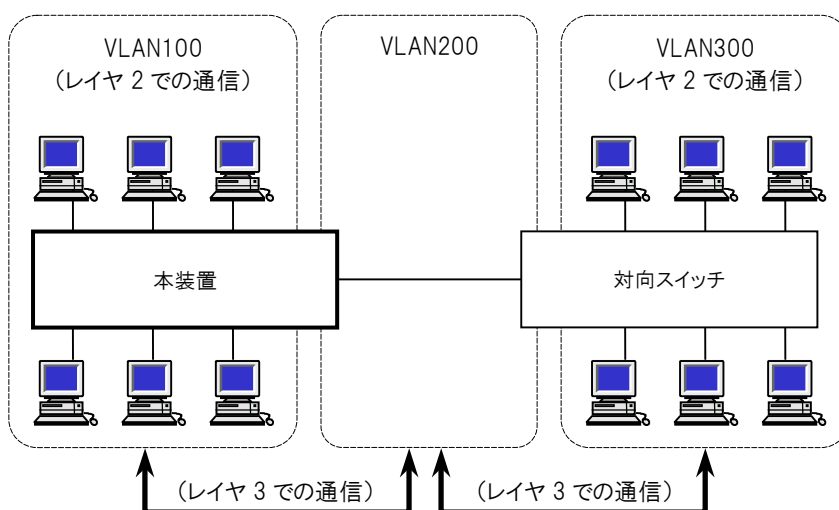 VLAN100
(レイヤ 2 での通信)
VLAN200
VLAN300
(レイヤ 2 での通信)
本装置
対向スイッチ
(レイヤ 3 での通信)
(レイヤ 3 での通信)